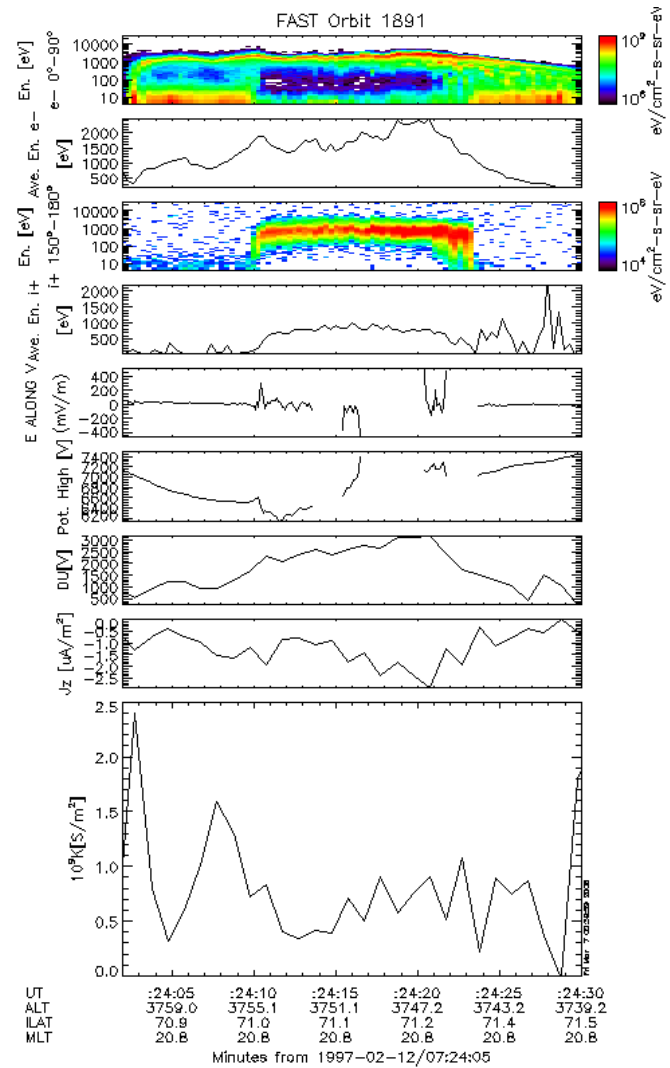 FAST Orbit 1891
En. [eV]
e- 0°-90°
10000
1000
100
10
10⁹
10⁶
eV/cm²-s-sr-eV
Ave. En. e-
[eV]
2000
1500
1000
500
En. [eV]
i+ 150°-180°
10000
1000
100
10
10⁶
10⁴
eV/cm²-s-sr-eV
Ave. En. i+
[eV]
2000
1500
1000
500
E ALONG V
(mV/m)
400
200
0
-200
-400
Pot. High [V]
7400
7200
7000
6800
6600
6400
6200
DU[V]
3000
2500
2000
1500
1000
500
Jz [uA/m²]
0.0
-0.5
-1.0
-1.5
-2.0
-2.5
10⁹K[S/m²]
2.5
2.0
1.5
1.0
0.5
0.0
UT :24:05 :24:10 :24:15 :24:20 :24:25 :24:30
ALT 3759.0 3755.1 3751.1 3747.2 3743.2 3739.2
ILAT 70.9 71.0 71.1 71.2 71.4 71.5
MLT 20.8 20.8 20.8 20.8 20.8 20.8
Minutes from 1997-02-12/07:24:05